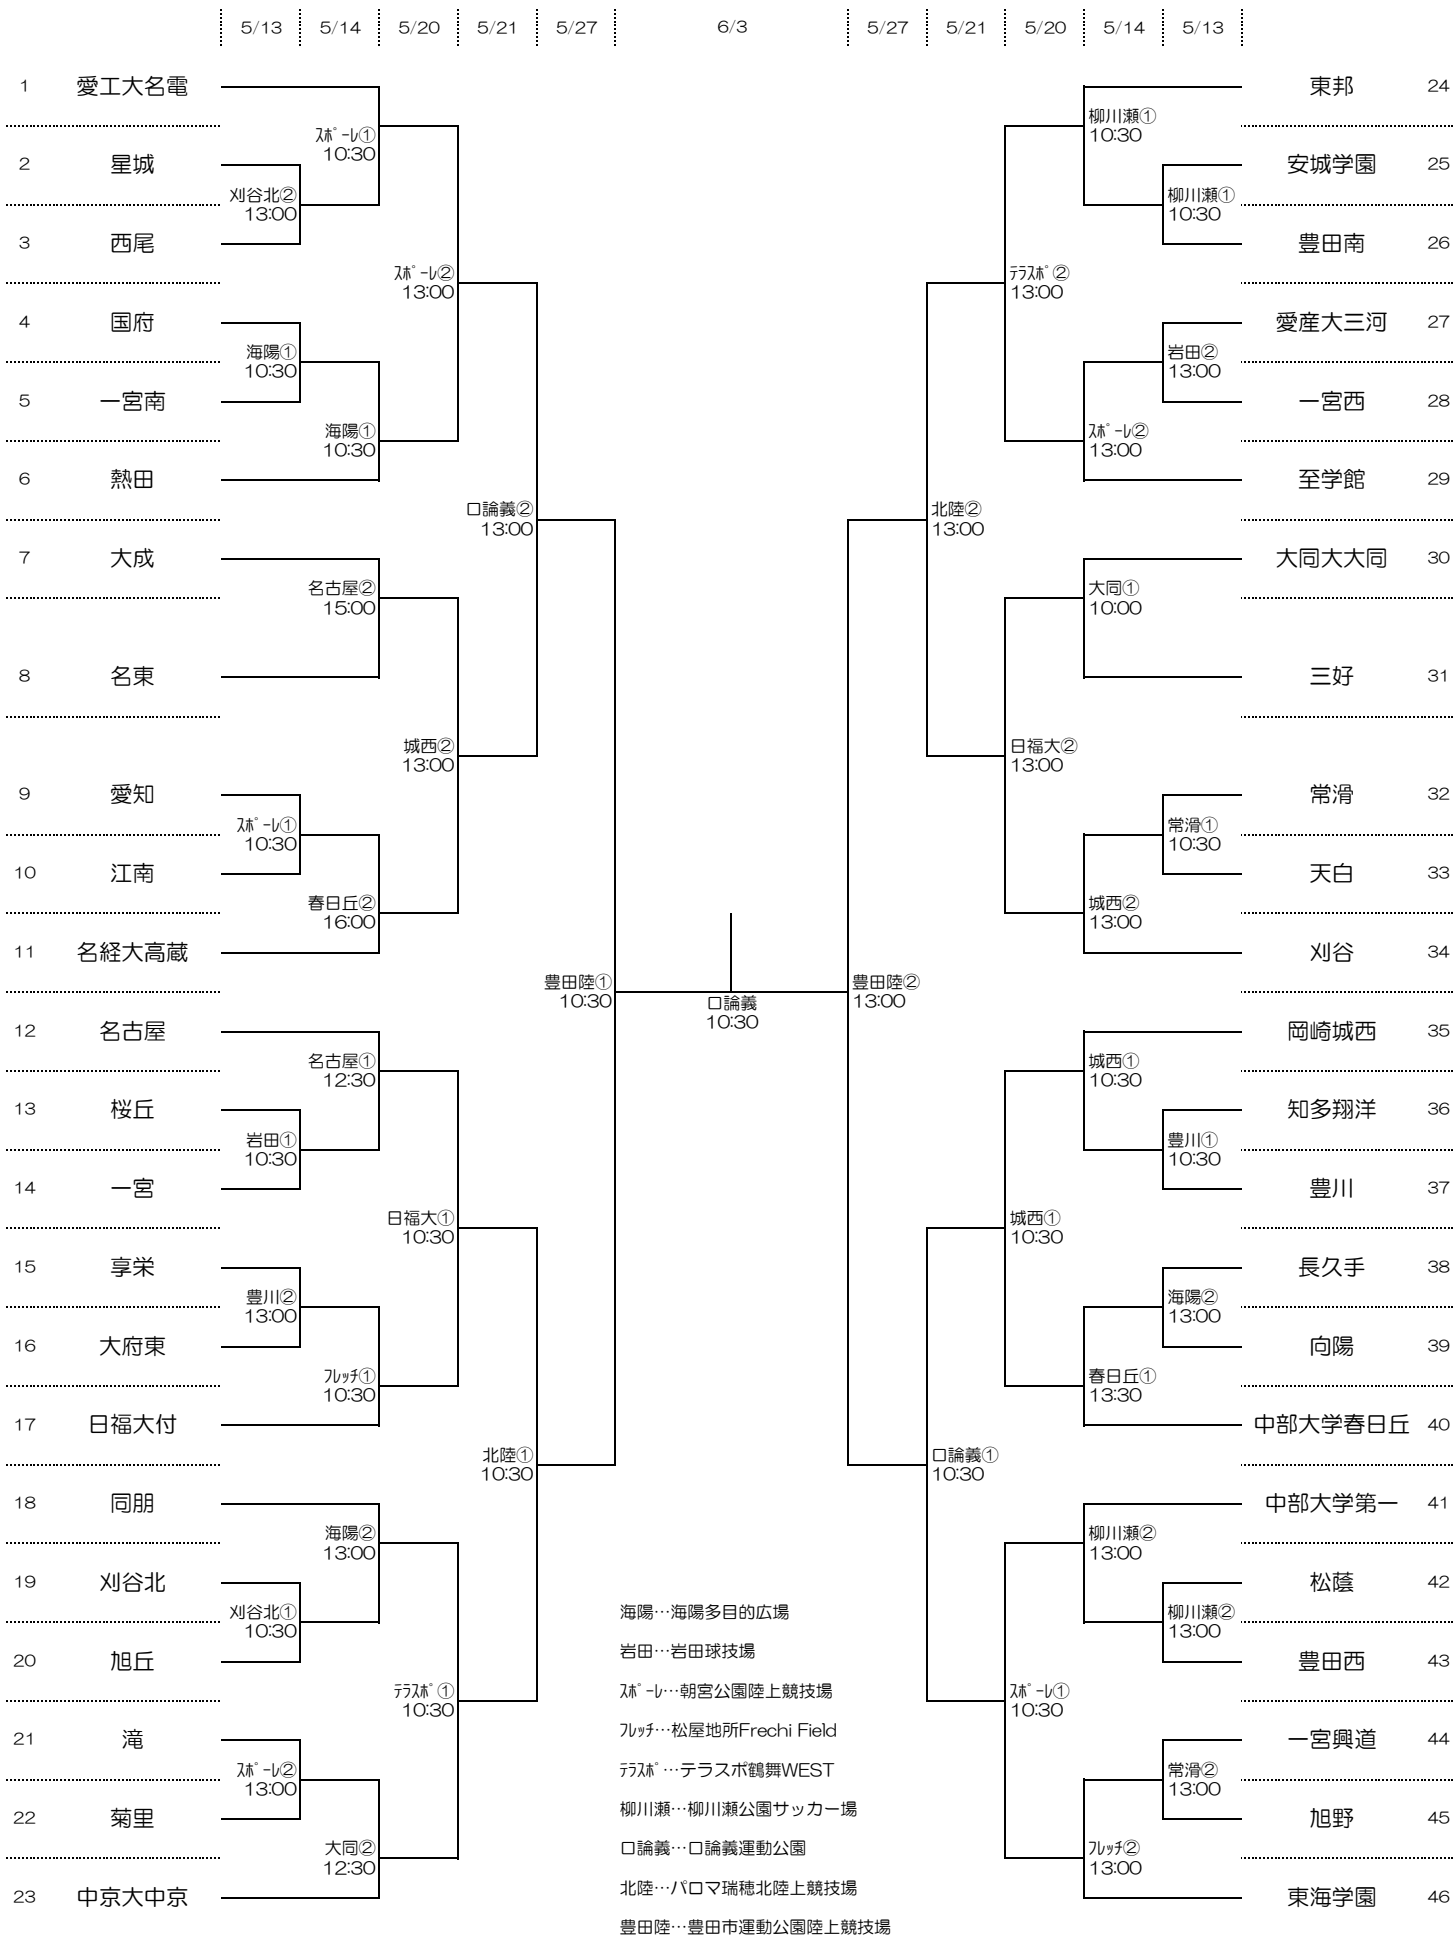 5/13 5/14 5/20 5/21 5/27 6/3 5/27 5/21 5/20 5/14 5/13
1 愛工大名電
東邦 24
柳川瀬①
10:30
ｽﾎﾟｰﾚ①
10:30
2 星城
安城学園 25
刈谷北②
13:00
柳川瀬①
10:30
3 西尾
豊田南 26
ｽﾎﾟｰﾚ②
13:00
ﾃﾗｽﾎﾟ②
13:00
4 国府
愛産大三河 27
海陽①
10:30
岩田②
13:00
5 一宮南
一宮西 28
海陽①
10:30
ｽﾎﾟｰﾚ②
13:00
6 熱田
至学館 29
口論義②
13:00
北陸②
13:00
7 大成
大同大大同 30
名古屋②
15:00
大同①
10:00
8 名東
三好 31
城西②
13:00
日福大②
13:00
9 愛知
常滑 32
ｽﾎﾟｰﾚ①
10:30
常滑①
10:30
10 江南
天白 33
春日丘②
16:00
城西②
13:00
11 名経大高蔵
刈谷 34
豊田陸①
10:30
口論義
10:30
豊田陸②
13:00
12 名古屋
岡崎城西 35
名古屋①
12:30
城西①
10:30
13 桜丘
知多翔洋 36
岩田①
10:30
豊川①
10:30
14 一宮
豊川 37
日福大①
10:30
城西①
10:30
15 享栄
長久手 38
豊川②
13:00
海陽②
13:00
16 大府東
向陽 39
ﾌﾚｯﾁ①
10:30
春日丘①
13:30
17 日福大付
中部大学春日丘 40
北陸①
10:30
口論義①
10:30
18 同朋
中部大学第一 41
海陽②
13:00
柳川瀬②
13:00
19 刈谷北
松蔭 42
刈谷北①
10:30
柳川瀬②
13:00
20 旭丘
豊田西 43
ﾃﾗｽﾎﾟ①
10:30
ｽﾎﾟｰﾚ①
10:30
21 滝
一宮興道 44
ｽﾎﾟｰﾚ②
13:00
常滑②
13:00
22 菊里
旭野 45
大同②
12:30
ﾌﾚｯﾁ②
13:00
23 中京大中京
東海学園 46
海陽…海陽多目的広場
岩田…岩田球技場
ｽﾎﾟｰﾚ…朝宮公園陸上競技場
ﾌﾚｯﾁ…松屋地所Frechi Field
ﾃﾗｽﾎﾟ…テラスポ鶴舞WEST
柳川瀬…柳川瀬公園サッカー場
口論義…口論義運動公園
北陸…パロマ瑞穂北陸上競技場
豊田陸…豊田市運動公園陸上競技場